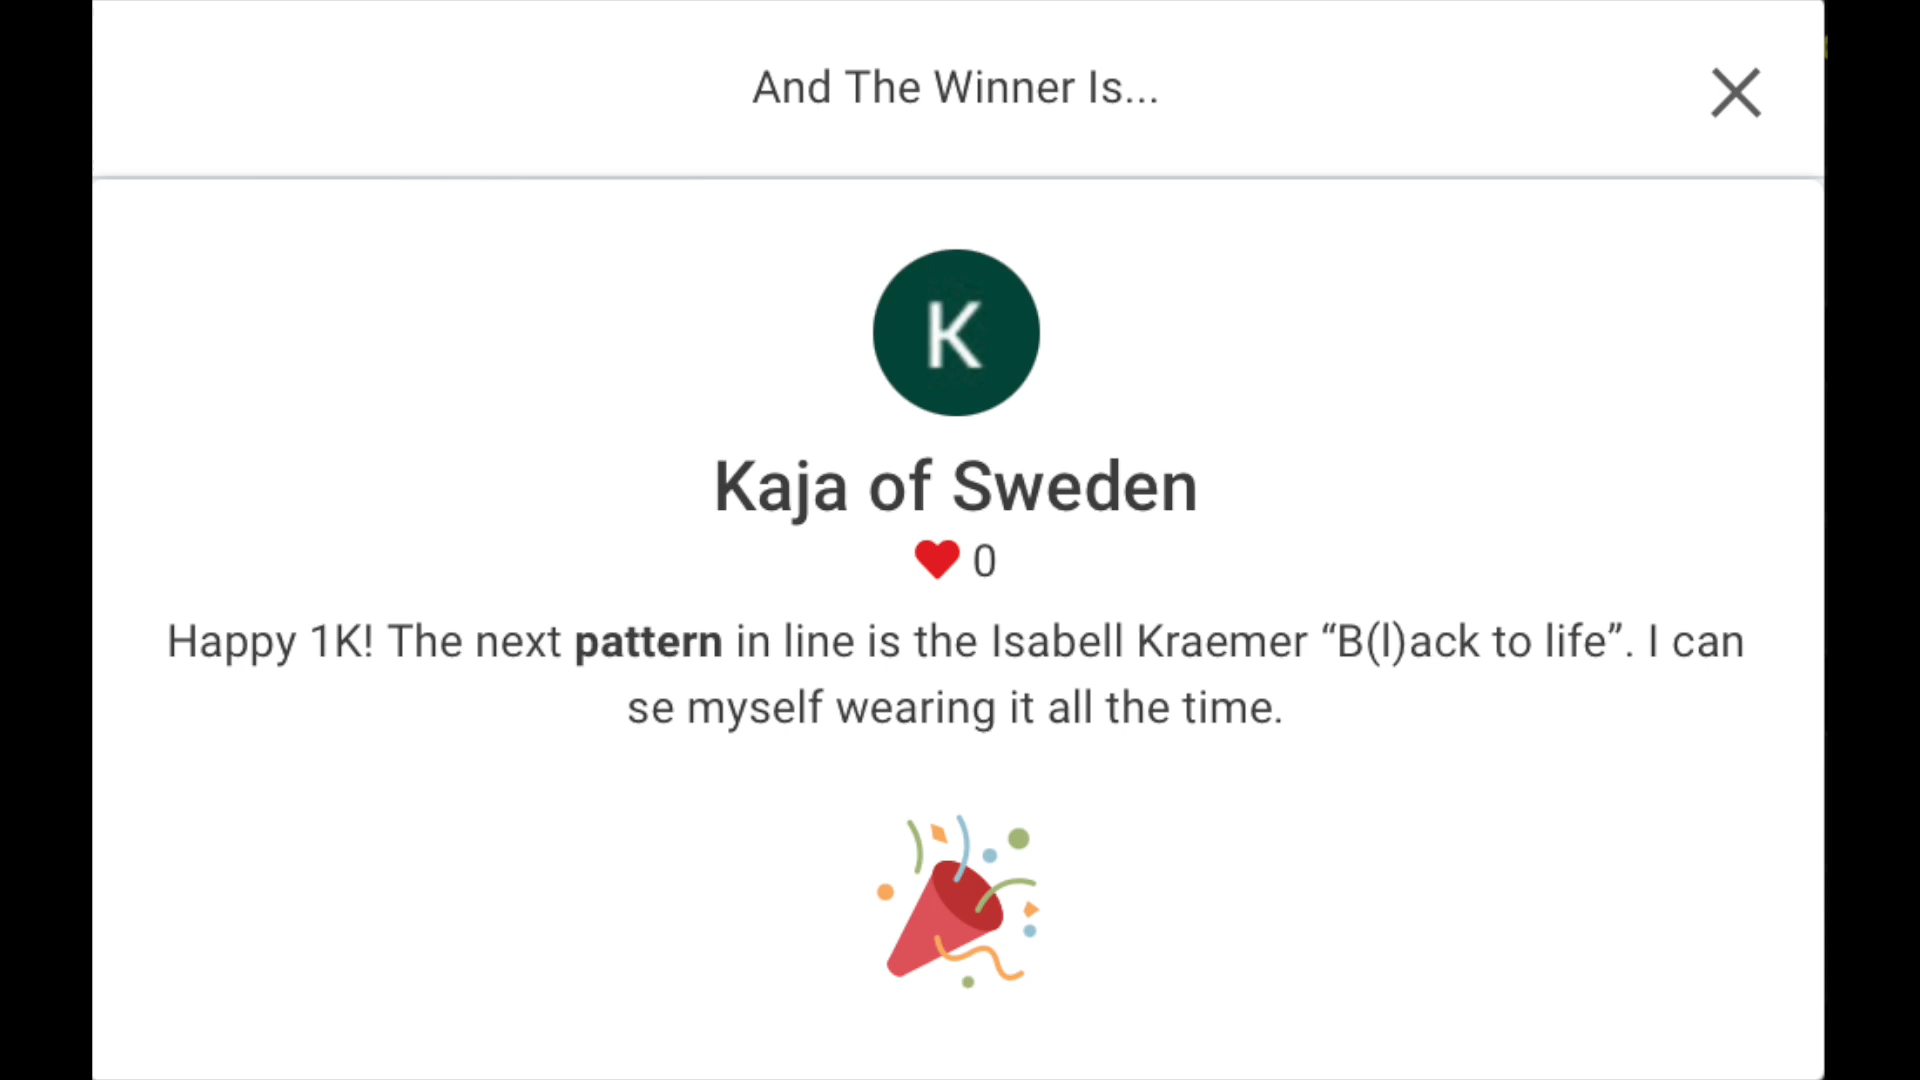 And The Winner Is...
K
Kaja of Sweden
0
Happy 1K! The next pattern in line is the Isabell Kraemer “B(l)ack to life”. I can
se myself wearing it all the time.